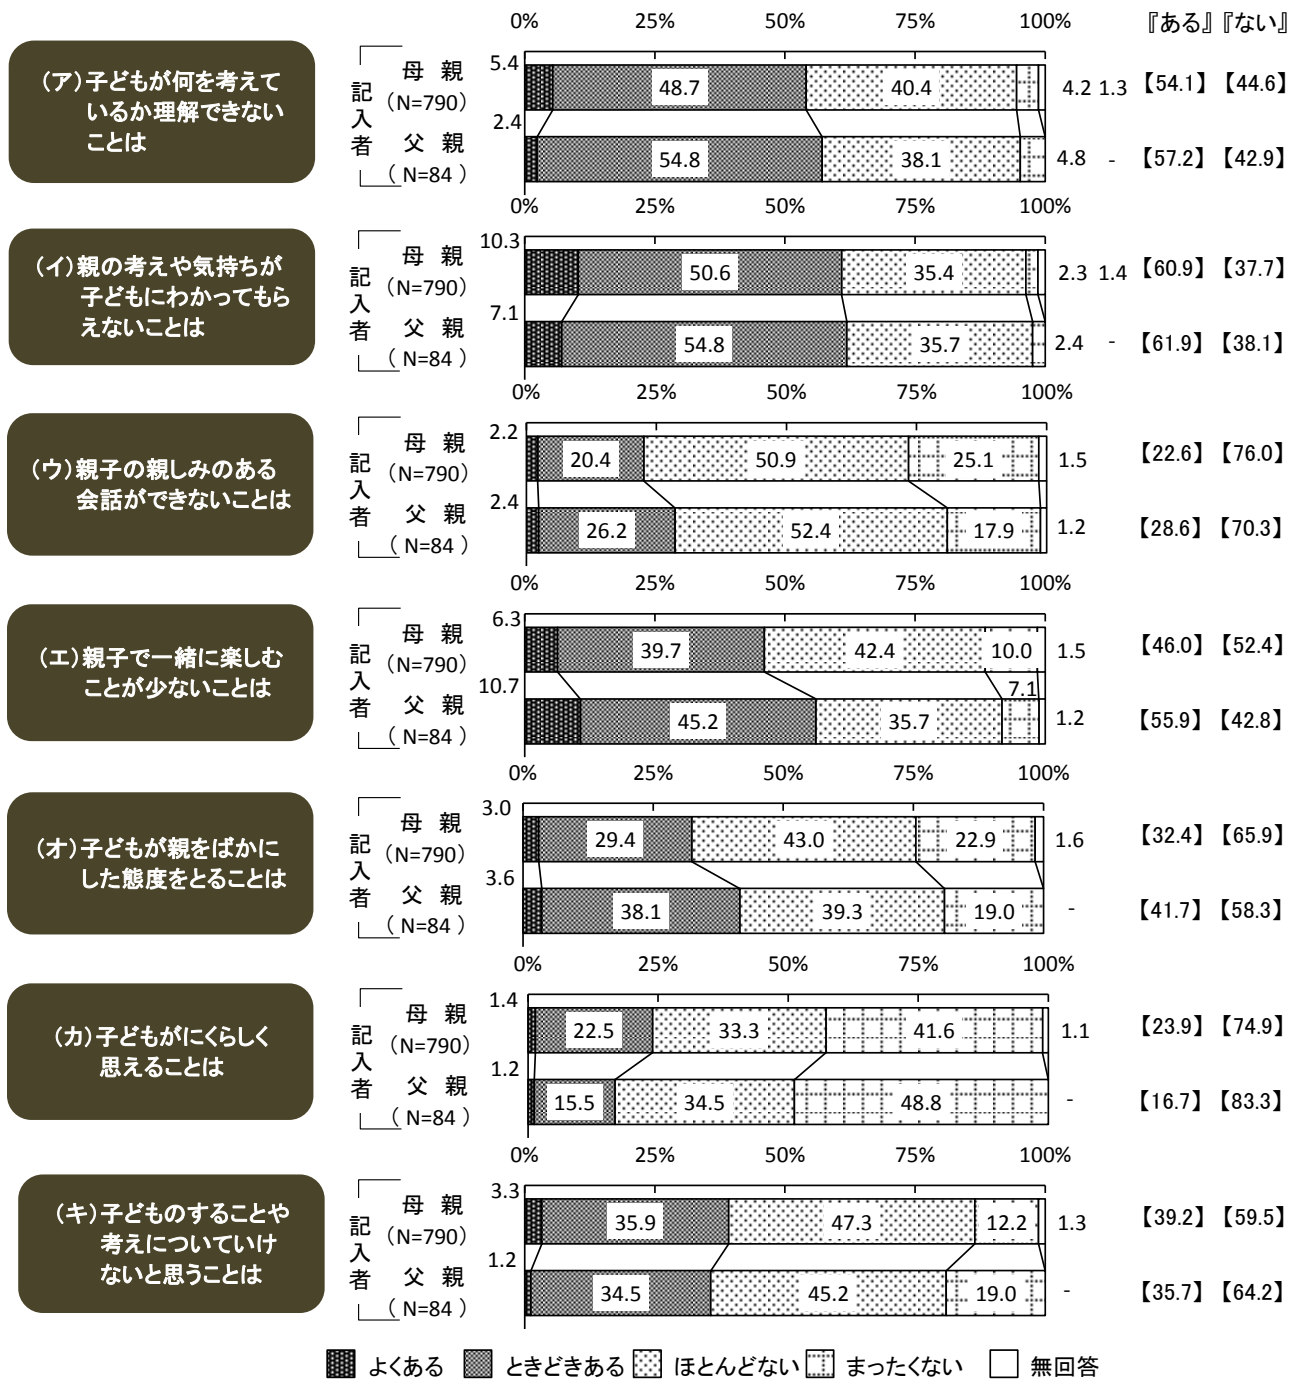 0% 25% 50% 75% 100% 『ある』『ない』
(ア)子どもが何を考えて
いるか理解できない
ことは
記入者
母親
(N=790)
5.4 48.7 40.4 4.2 1.3 【54.1】【44.6】
父親
(N=84)
2.4 54.8 38.1 4.8 - 【57.2】【42.9】
0% 25% 50% 75% 100%
(イ)親の考えや気持ちが
子どもにわかってもら
えないことは
記入者
母親
(N=790)
10.3 50.6 35.4 2.3 1.4 【60.9】【37.7】
父親
(N=84)
7.1 54.8 35.7 2.4 - 【61.9】【38.1】
0% 25% 50% 75% 100%
(ウ)親子の親しみのある
会話ができないことは
記入者
母親
(N=790)
2.2 20.4 50.9 25.1 1.5 【22.6】【76.0】
父親
(N=84)
2.4 26.2 52.4 17.9 1.2 【28.6】【70.3】
0% 25% 50% 75% 100%
(エ)親子で一緒に楽しむ
ことが少ないことは
記入者
母親
(N=790)
6.3 39.7 42.4 10.0 1.5 【46.0】【52.4】
父親
(N=84)
10.7 45.2 35.7 7.1 1.2 【55.9】【42.8】
0% 25% 50% 75% 100%
(オ)子どもが親をばかに
した態度をとることは
記入者
母親
(N=790)
3.0 29.4 43.0 22.9 1.6 【32.4】【65.9】
父親
(N=84)
3.6 38.1 39.3 19.0 - 【41.7】【58.3】
0% 25% 50% 75% 100%
(カ)子どもがにくらしく
思えることは
記入者
母親
(N=790)
1.4 22.5 33.3 41.6 1.1 【23.9】【74.9】
父親
(N=84)
1.2 15.5 34.5 48.8 - 【16.7】【83.3】
0% 25% 50% 75% 100%
(キ)子どものすることや
考えについていけ
ないと思うことは
記入者
母親
(N=790)
3.3 35.9 47.3 12.2 1.3 【39.2】【59.5】
父親
(N=84)
1.2 34.5 45.2 19.0 - 【35.7】【64.2】
よくある ときどきある ほとんどない まったくない 無回答